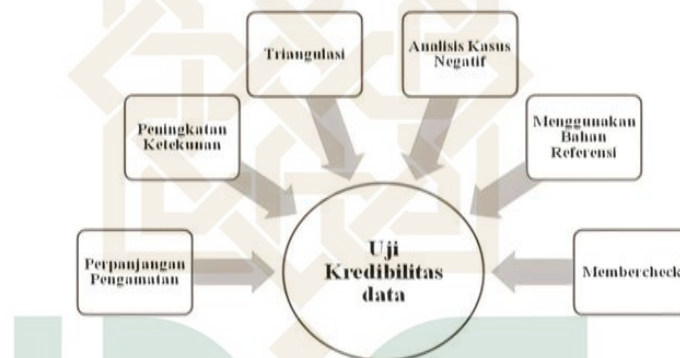 Triangulasi
Analisis Kasus
Negatif
Peningkatan
Ketekunan
Menggunakan
Bahan
Referensi
Perpanjangan
Pengamatan
Uji
Kredibilitas
data
Membercheck